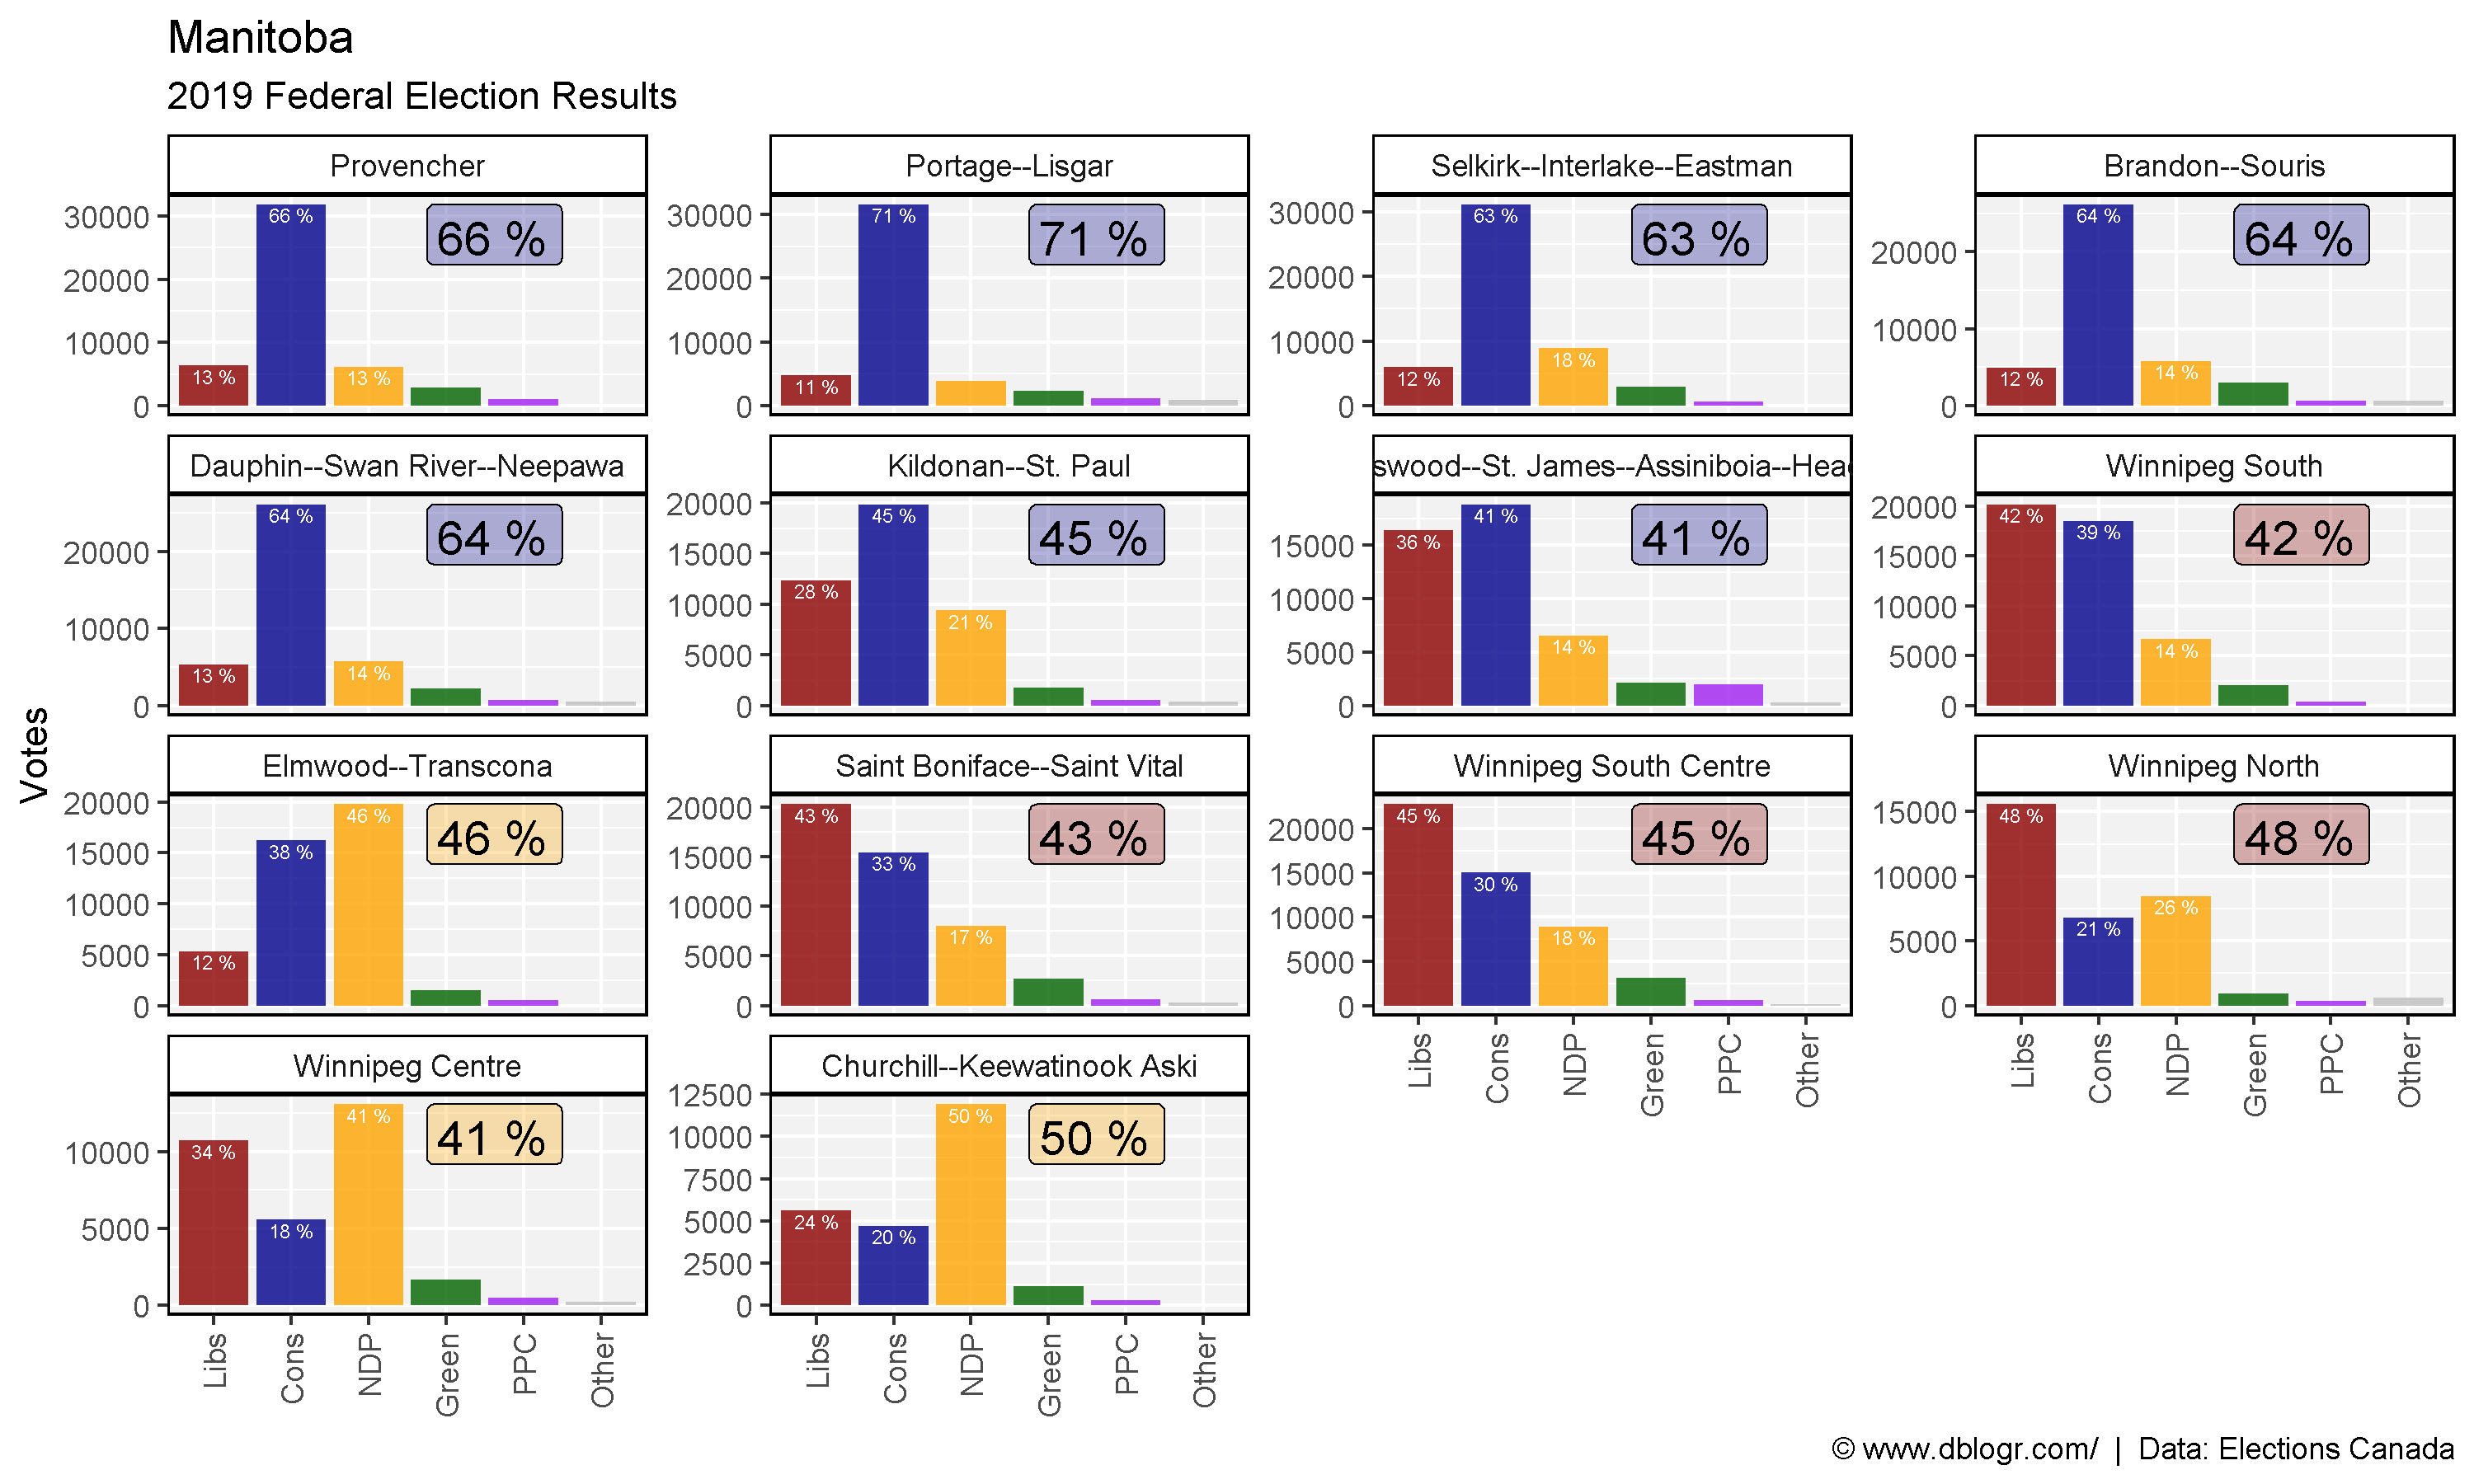 Manitoba
2019 Federal Election Results
Votes
Provencher
30000
20000
10000
0
13 %
66 %
13 %
66 %
Portage--Lisgar
30000
20000
10000
0
11 %
71 %
71 %
Selkirk--Interlake--Eastman
30000
20000
10000
0
12 %
63 %
18 %
63 %
Brandon--Souris
20000
10000
0
12 %
64 %
14 %
64 %
Dauphin--Swan River--Neepawa
20000
10000
0
13 %
64 %
14 %
64 %
Kildonan--St. Paul
20000
15000
10000
5000
0
28 %
45 %
21 %
45 %
swood--St. James--Assiniboia--Hea
15000
10000
5000
0
36 %
41 %
14 %
41 %
Winnipeg South
20000
15000
10000
5000
0
42 %
39 %
14 %
42 %
Elmwood--Transcona
20000
15000
10000
5000
0
12 %
38 %
46 %
46 %
Saint Boniface--Saint Vital
20000
15000
10000
5000
0
43 %
33 %
17 %
43 %
Winnipeg South Centre
20000
15000
10000
5000
0
45 %
30 %
18 %
45 %
Libs
Cons
NDP
Green
PPC
Other
Winnipeg North
15000
10000
5000
0
48 %
21 %
26 %
48 %
Libs
Cons
NDP
Green
PPC
Other
Winnipeg Centre
10000
5000
0
34 %
18 %
41 %
41 %
Libs
Cons
NDP
Green
PPC
Other
Churchill--Keewatinook Aski
12500
10000
7500
5000
2500
0
24 %
20 %
50 %
50 %
Libs
Cons
NDP
Green
PPC
Other
© www.dblogr.com/ | Data: Elections Canada